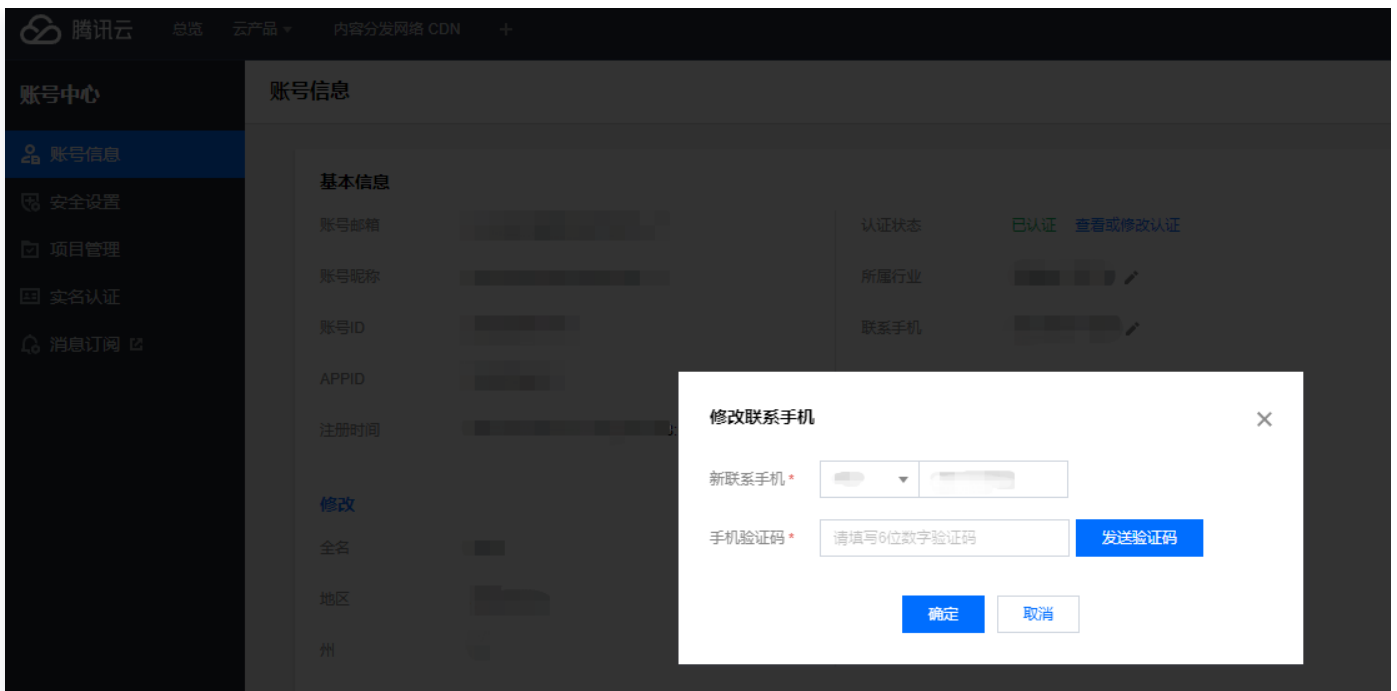 腾讯云 总览 云产品 内容分发网络 CDN +
账号中心
账号信息
安全设置
项目管理
实名认证
消息订阅
账号信息
基本信息
账号邮箱
账号昵称
账号ID
APPID
注册时间
认证状态 已认证 查看或修改认证
所属行业
联系手机
修改
全名
地区
州
修改联系手机
新联系手机 *
手机验证码 * 请填写6位数字验证码 发送验证码
确定 取消